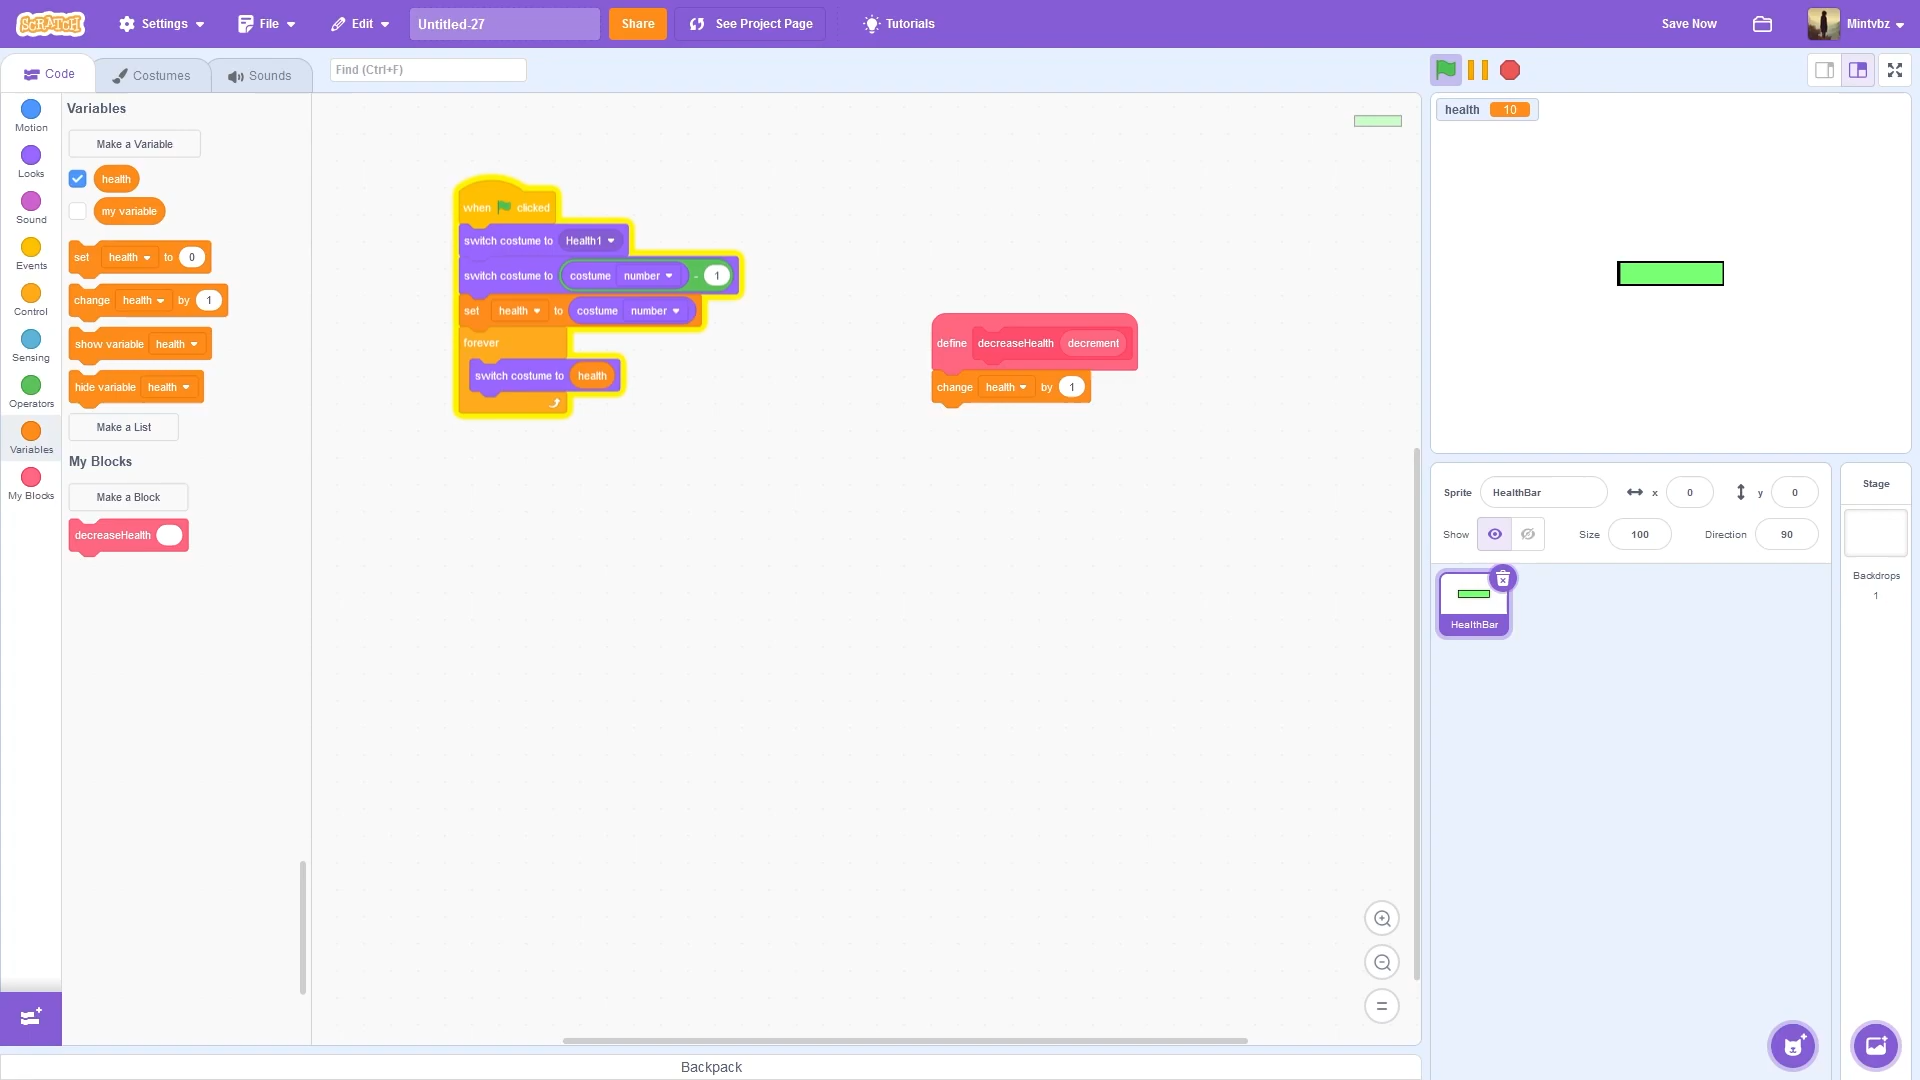 SCRATCH Settings File Edit Untitled-27 Share See Project Page Tutorials Save Now Mintvbz
Code Costumes Sounds Find (Ctrl+F)
Motion
Looks
Sound
Events
Control
Sensing
Operators
Variables
My Blocks
Variables
Make a Variable
health
my variable
set health to 0
change health by 1
show variable health
hide variable health
Make a List
My Blocks
Make a Block
decreaseHealth
when clicked
switch costume to Health1
switch costume to costume number - 1
set health to costume number
forever
switch costume to health
define decreaseHealth decrement
change health by 1
health 10
Sprite HealthBar x 0 y 0
Show Size 100 Direction 90
HealthBar
Stage
Backdrops
1
Backpack